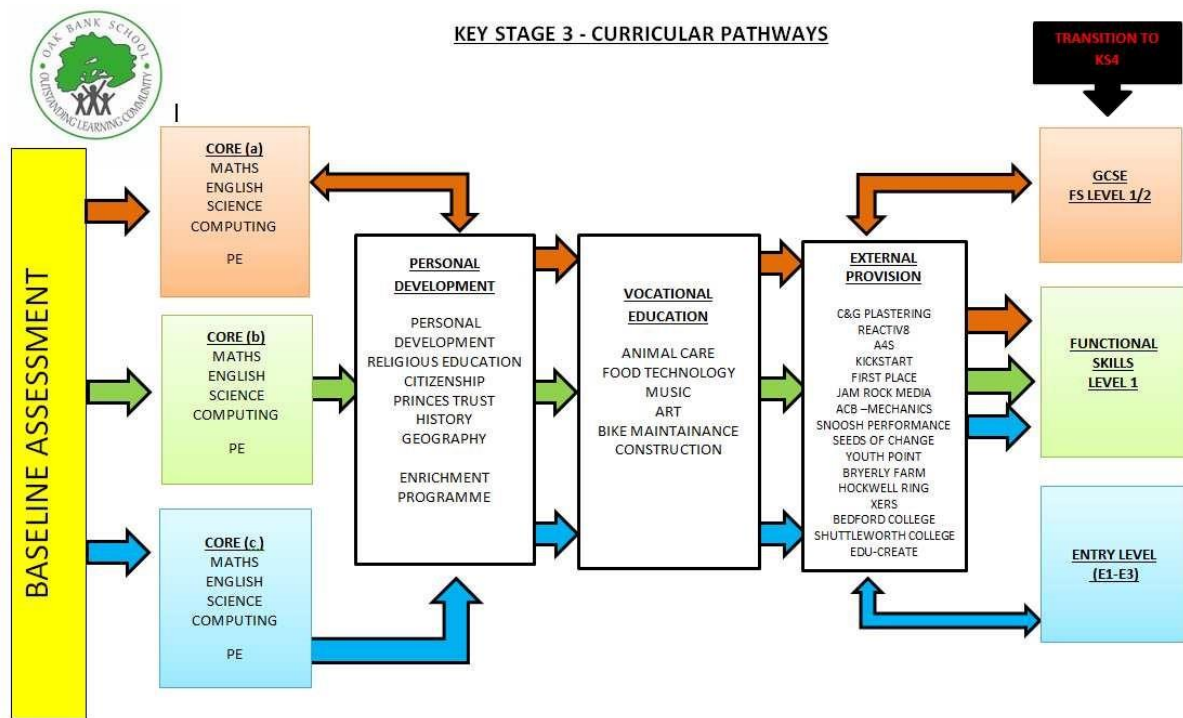 OAK BANK SCHOOL
OUTSTANDING LEARNING COMMUNITY
KEY STAGE 3 - CURRICULAR PATHWAYS
TRANSITION TO
KS4
BASELINE ASSESSMENT
CORE (a)
MATHS
ENGLISH
SCIENCE
COMPUTING
PE
CORE (b)
MATHS
ENGLISH
SCIENCE
COMPUTING
PE
CORE (c )
MATHS
ENGLISH
SCIENCE
COMPUTING
PE
PERSONAL
DEVELOPMENT
PERSONAL
DEVELOPMENT
RELIGIOUS EDUCATION
CITIZENSHIP
PRINCES TRUST
HISTORY
GEOGRAPHY
ENRICHMENT
PROGRAMME
VOCATIONAL
EDUCATION
ANIMAL CARE
FOOD TECHNOLOGY
MUSIC
ART
BIKE MAINTAINANCE
CONSTRUCTION
EXTERNAL
PROVISION
C&G PLASTERING
REACTIV8
A4S
KICKSTART
FIRST PLACE
JAM ROCK MEDIA
ACB –MECHANICS
SNOOSH PERFORMANCE
SEEDS OF CHANGE
YOUTH POINT
BRYERLY FARM
HOCKWELL RING
XERS
BEDFORD COLLEGE
SHUTTLEWORTH COLLEGE
EDU-CREATE
GCSE
FS LEVEL 1/2
FUNCTIONAL
SKILLS
LEVEL 1
ENTRY LEVEL
(E1-E3)